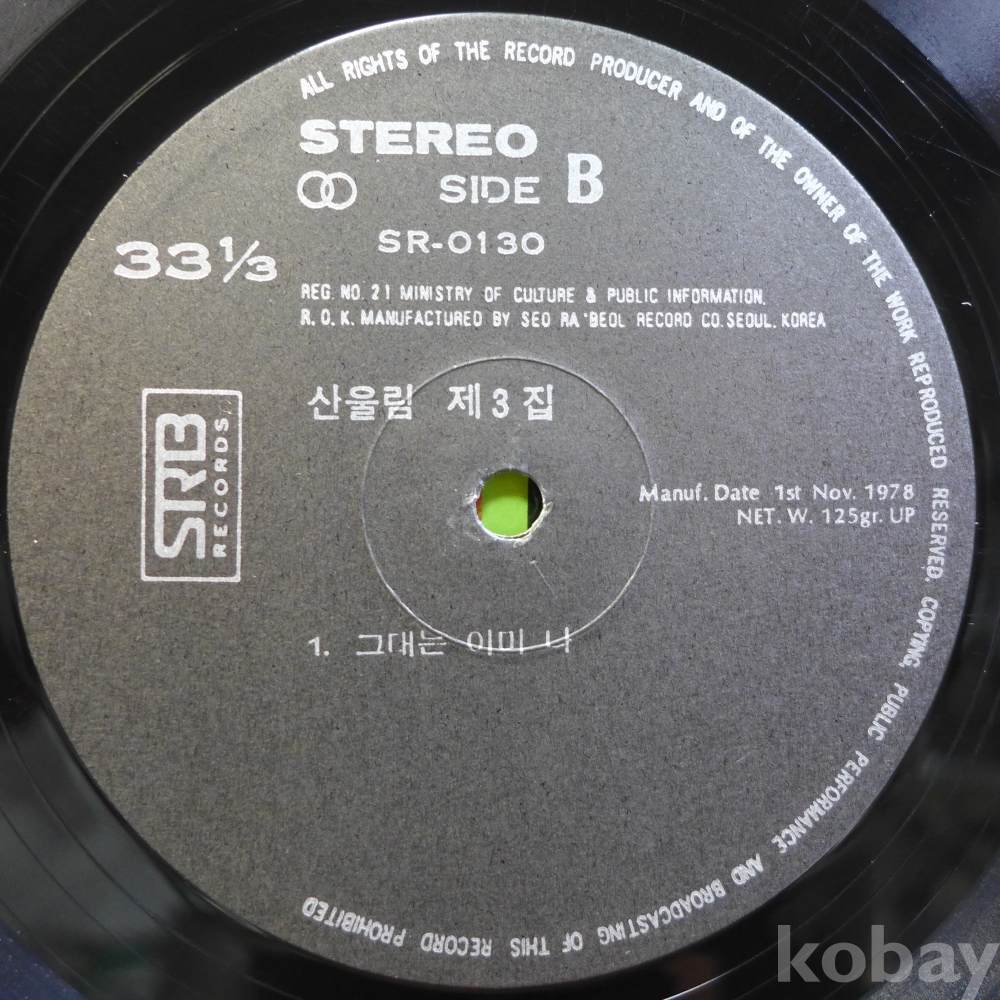 ALL RIGHTS OF THE RECORD PRODUCER AND OF THE OWNER OF THE WORK REPRODUCED RESERVED. COPYING, PUBLIC PERFORMANCE AND BROADCASTING OF THIS RECORD PROHIBITED
STEREO
SIDE B
SR-0130
33⅓
REG. NO. 21 MINISTRY OF CULTURE & PUBLIC INFORMATION.
R. O. K. MANUFACTURED BY SEO RA'BEOL RECORD CO. SEOUL. KOREA
산울림 제3집
SRB
RECORDS
Manuf. Date 1st Nov. 1978
NET. W. 125gr. UP
1. 그대는 이미 나
kobay